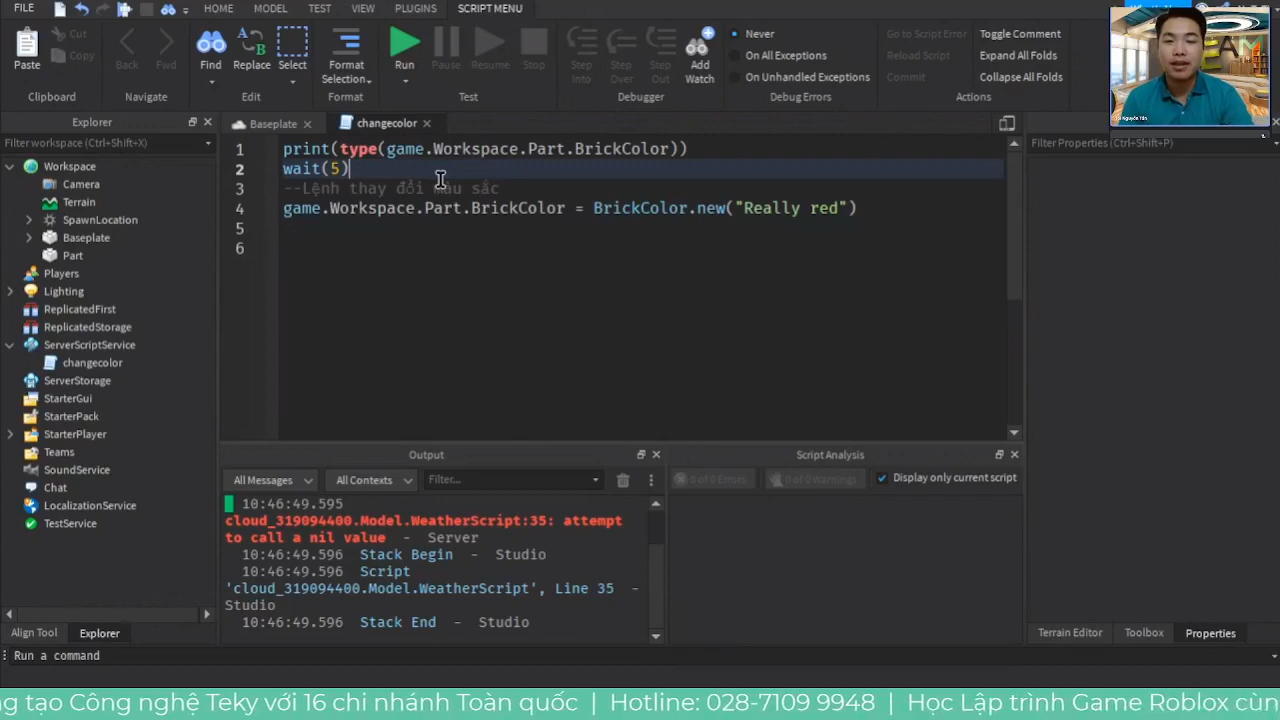 FILE HOME MODEL TEST VIEW PLUGINS SCRIPT MENU
Paste Cut Copy Back Fwd Find Replace Select Format Selection Run Pause Resume Stop Step Into Step Over Step Out Add Watch
Never
On All Exceptions
On Unhandled Exceptions
Go to Script Error
Reload Script
Commit
Toggle Comment
Expand All Folds
Collapse All Folds
Clipboard Navigate Edit Format Test Debugger Debug Errors Actions
Explorer
Filter workspace (Ctrl+Shift+X)
Workspace
Camera
Terrain
SpawnLocation
Baseplate
Part
Players
Lighting
ReplicatedFirst
ReplicatedStorage
ServerScriptService
changecolor
ServerStorage
StarterGui
StarterPack
StarterPlayer
Teams
SoundService
Chat
LocalizationService
TestService
Align Tool Explorer
Baseplate changecolor
1 print(type(game.Workspace.Part.BrickColor))
2 wait(5)
3 --Lệnh thay đổi màu sắc
4 game.Workspace.Part.BrickColor = BrickColor.new("Really red")
5
6
Output
All Messages All Contexts Filter...
10:46:49.595
cloud_319094400.Model.WeatherScript:35: attempt
to call a nil value - Server
10:46:49.596 Stack Begin - Studio
10:46:49.596 Script
'cloud_319094400.Model.WeatherScript', Line 35 -
Studio
10:46:49.596 Stack End - Studio
Script Analysis
0 of 0 Errors 0 of 0 Warnings Display only current script
Properties
Filter Properties (Ctrl+Shift+P)
Terrain Editor Toolbox Properties
Run a command
g tạo Công nghệ Teky với 16 chi nhánh Toàn quốc | Hotline: 028-7109 9948 | Học Lập trình Game Roblox cùn